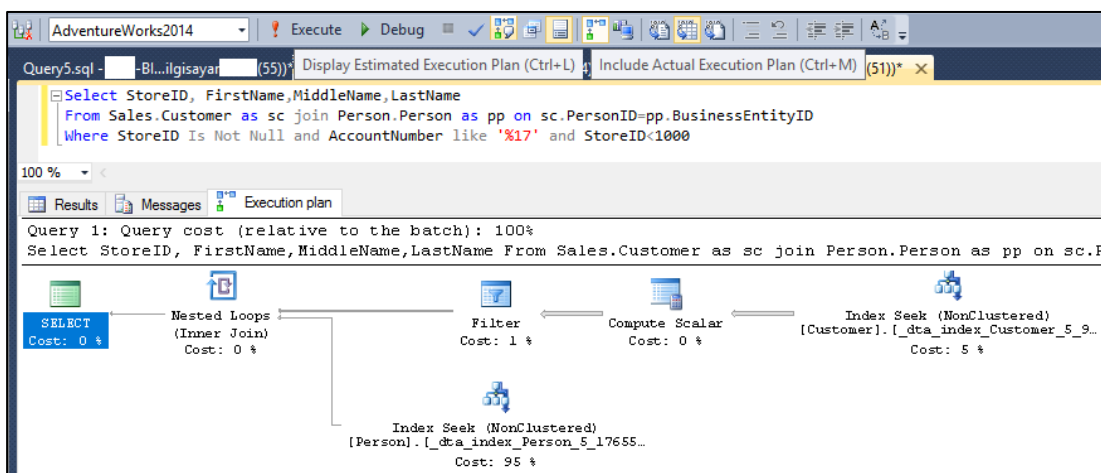 AdventureWorks2014 Execute Debug
Query5.sql - -Bl...ilgisayar (55))* Display Estimated Execution Plan (Ctrl+L) Include Actual Execution Plan (Ctrl+M) (51))* ×
Select StoreID, FirstName,MiddleName,LastName
From Sales.Customer as sc join Person.Person as pp on sc.PersonID=pp.BusinessEntityID
Where StoreID Is Not Null and AccountNumber like '%17' and StoreID<1000
100 %
Results Messages Execution plan
Query 1: Query cost (relative to the batch): 100%
Select StoreID, FirstName,MiddleName,LastName From Sales.Customer as sc join Person.Person as pp on sc.P
SELECT
Cost: 0 %
Nested Loops
(Inner Join)
Cost: 0 %
Filter
Cost: 1 %
Compute Scalar
Cost: 0 %
Index Seek (NonClustered)
[Customer].[_dta_index_Customer_5_9…
Cost: 5 %
Index Seek (NonClustered)
[Person].[_dta_index_Person_5_17655…
Cost: 95 %